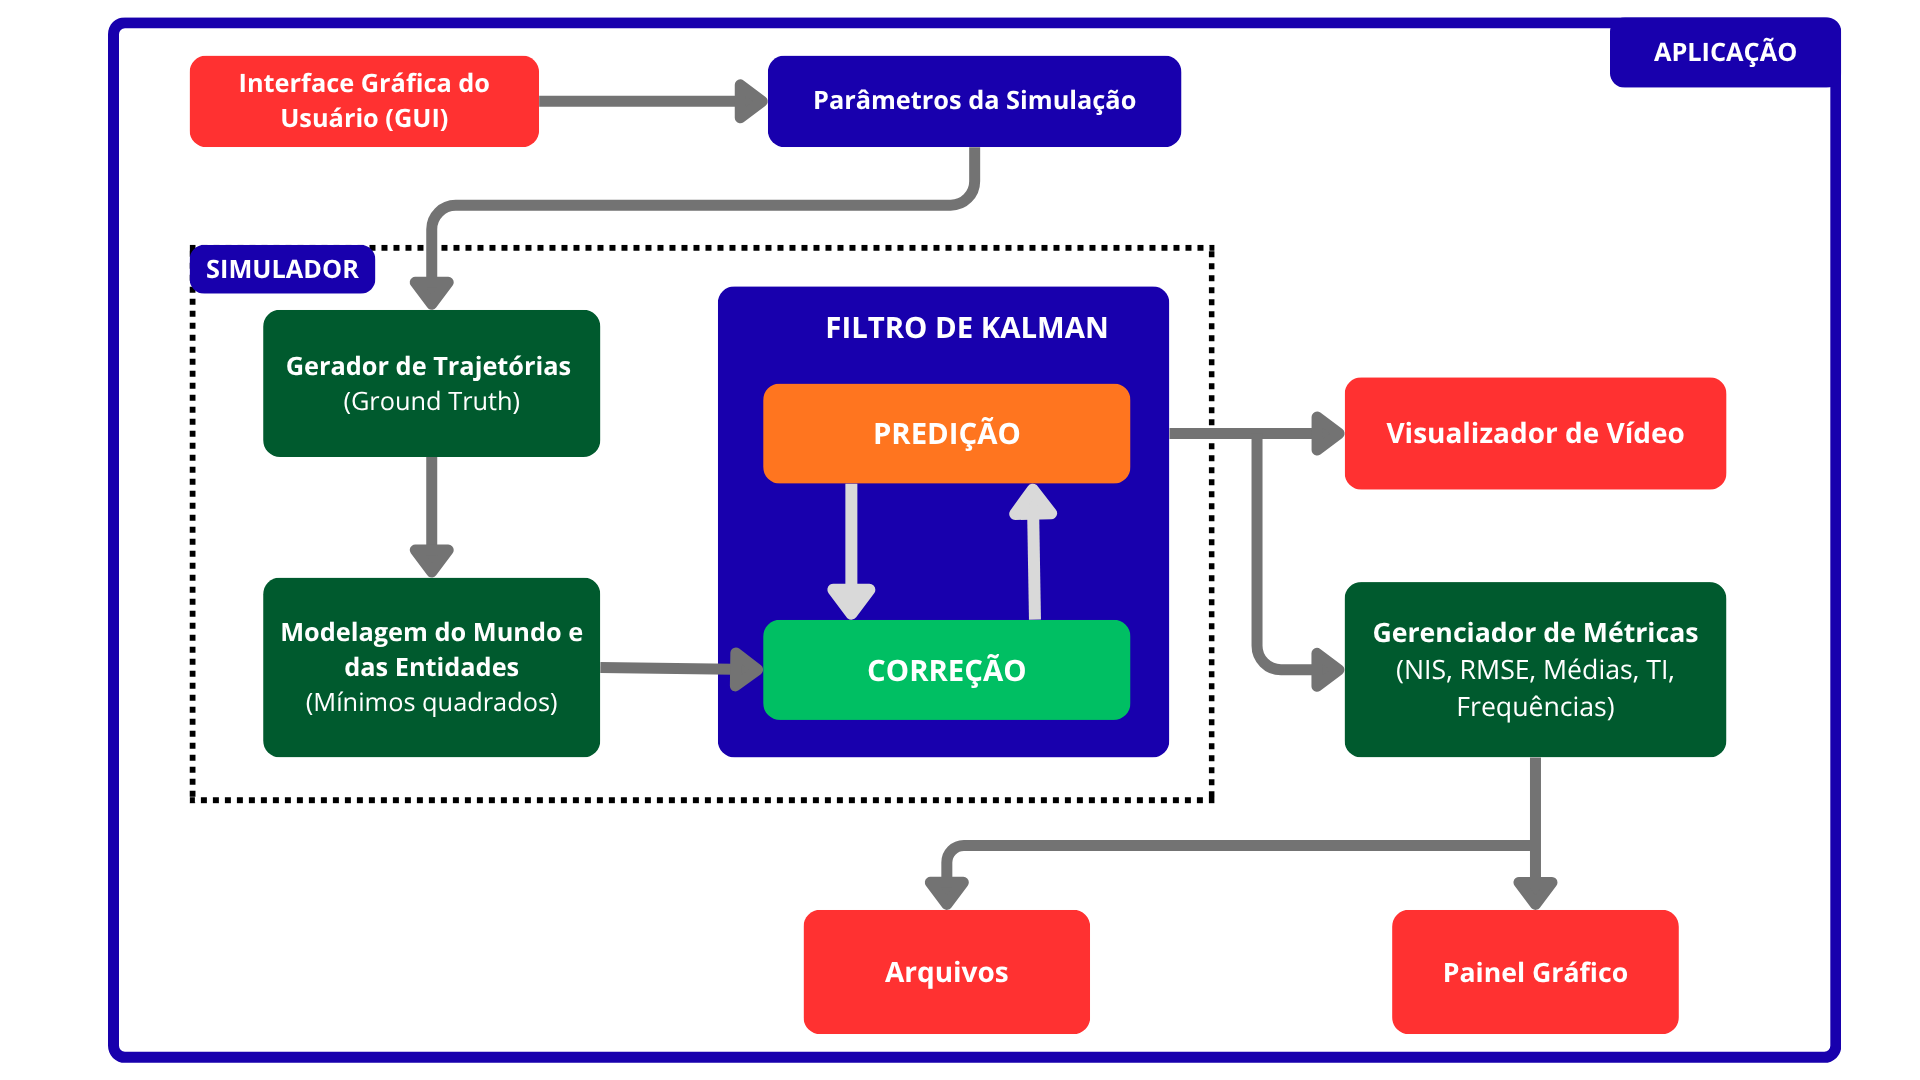 APLICAÇÃO
Interface Gráfica do
Usuário (GUI)
Parâmetros da Simulação
SIMULADOR
Gerador de Trajetórias
(Ground Truth)
FILTRO DE KALMAN
PREDIÇÃO
Visualizador de Vídeo
Modelagem do Mundo e
das Entidades
(Mínimos quadrados)
CORREÇÃO
Gerenciador de Métricas
(NIS, RMSE, Médias, TI,
Frequências)
Arquivos
Painel Gráfico